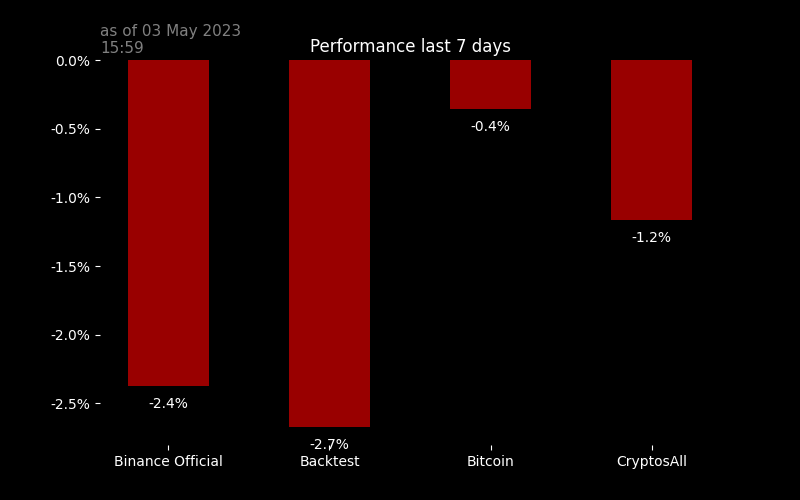 as of 03 May 2023
15:59
Performance last 7 days
0.0%
-0.5%
-1.0%
-1.5%
-2.0%
-2.5%
-2.4%
-2.7%
-0.4%
-1.2%
Binance Official
Backtest
Bitcoin
CryptosAll